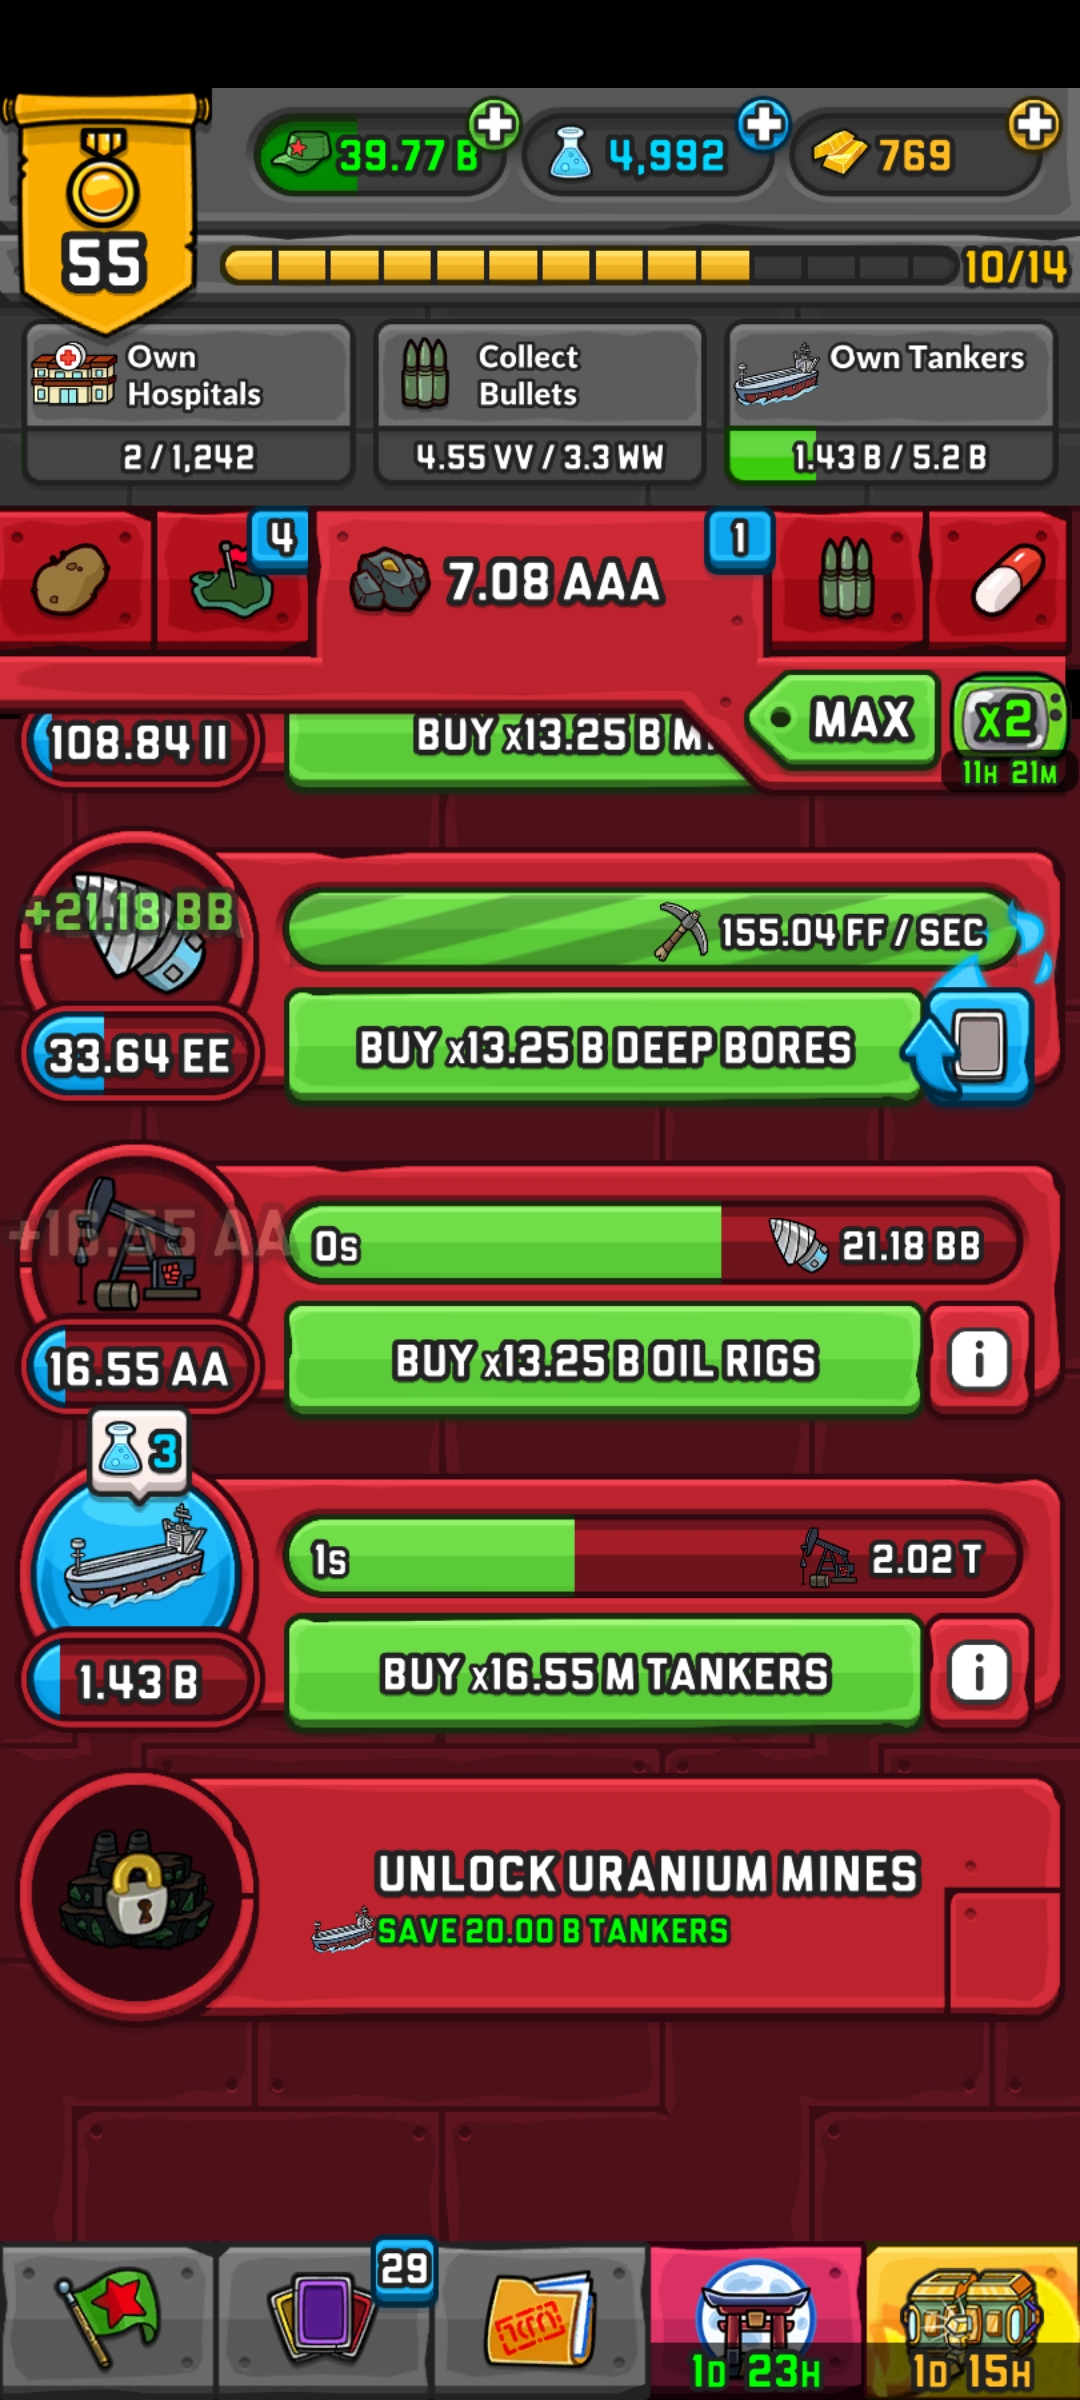 39.77 B
4,992
769
55
10/14
Own
Hospitals
2 / 1,242
Collect
Bullets
4.55 VV / 3.3 WW
Own Tankers
1.43 B / 5.2 B
4
7.08 AAA
1
MAX
x2
11H 21M
108.84 II
BUY x13.25 B
+21.18 BB
155.04 FF / SEC
33.64 EE
BUY x13.25 B DEEP BORES
+16.55 AA
0s
21.18 BB
16.55 AA
BUY x13.25 B OIL RIGS
i
3
1s
2.02 T
1.43 B
BUY x16.55 M TANKERS
i
UNLOCK URANIUM MINES
SAVE 20.00 B TANKERS
29
1D 23H
1D 15H